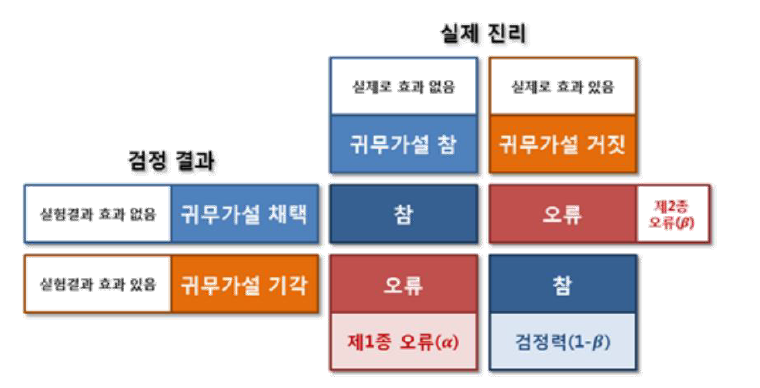 실제 진리
실제로 효과 없음
실제로 효과 있음
귀무가설 참
귀무가설 거짓
검정 결과
실험결과 효과 없음
귀무가설 채택
참
오류
제2종
오류(β)
실험결과 효과 있음
귀무가설 기각
오류
참
제1종 오류(α)
검정력(1-β)